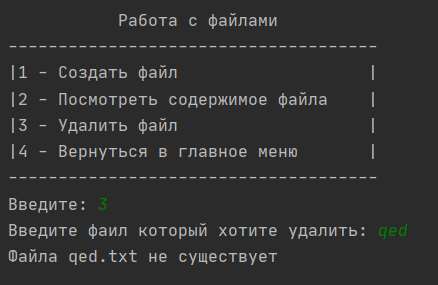 Работа с файлами
-------------------------------------
|1 - Создать файл                   |
|2 - Посмотреть содержимое файла    |
|3 - Удалить файл                   |
|4 - Вернуться в главное меню       |
-------------------------------------
Введите: 3
Введите фаил который хотите удалить: qed
Файла qed.txt не существует